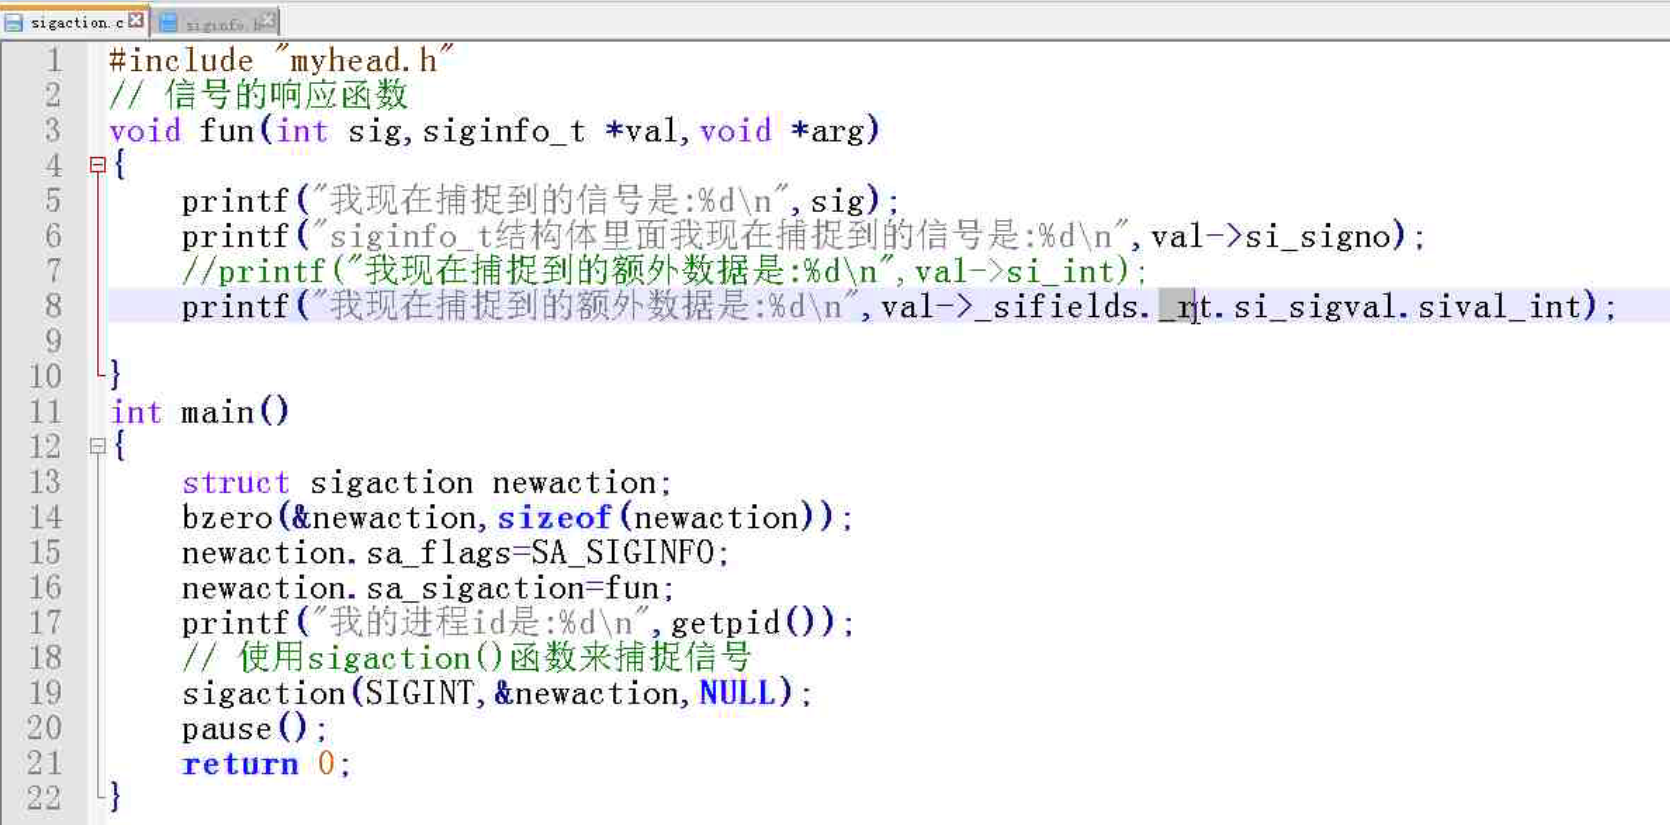 sigaction.c siginfo.h
1 #include "myhead.h"
2 // 信号的响应函数
3 void fun(int sig,siginfo_t *val,void *arg)
4 {
5     printf("我现在捕捉到的信号是:%d\n",sig);
6     printf("siginfo_t结构体里面我现在捕捉到的信号是:%d\n",val->si_signo);
7     //printf("我现在捕捉到的额外数据是:%d\n",val->si_int);
8     printf("我现在捕捉到的额外数据是:%d\n",val->_sifields._rt.si_sigval.sival_int);
9
10 }
11 int main()
12 {
13     struct sigaction newaction;
14     bzero(&newaction,sizeof(newaction));
15     newaction.sa_flags=SA_SIGINFO;
16     newaction.sa_sigaction=fun;
17     printf("我的进程id是:%d\n",getpid());
18     // 使用sigaction()函数来捕捉信号
19     sigaction(SIGINT,&newaction,NULL);
20     pause();
21     return 0;
22 }